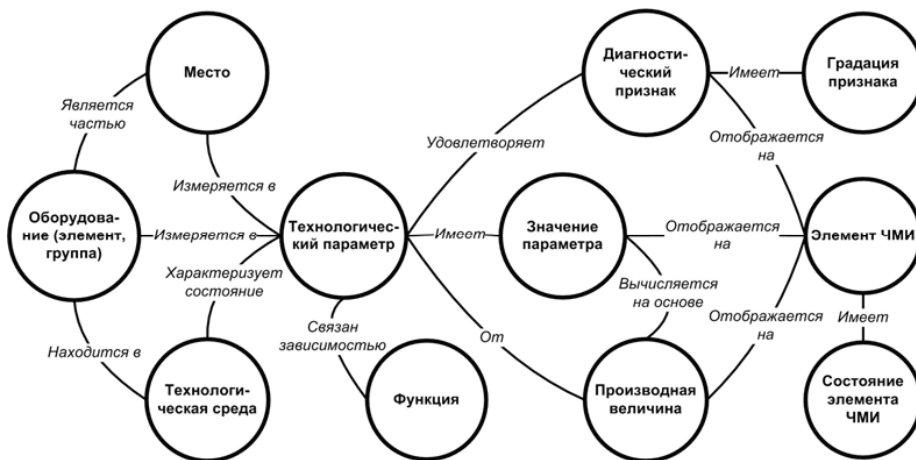 Место
Диагности-
ческий
признак
Имеет
Градация
признака
Является
частью
Удовлетворяет
Отображается
на
Измеряется в
Оборудова-
ние (элемент,
группа)
Измеряется в
Технологичес-
кий параметр
Имеет
Значение
параметра
Отображается
на
Элемент ЧМИ
Характеризует
состояние
Вычисляется
на основе
Находится в
Связан
зависимостью
От
Отображается
на
Имеет
Технологи-
ческая среда
Функция
Производная
величина
Состояние
элемента
ЧМИ